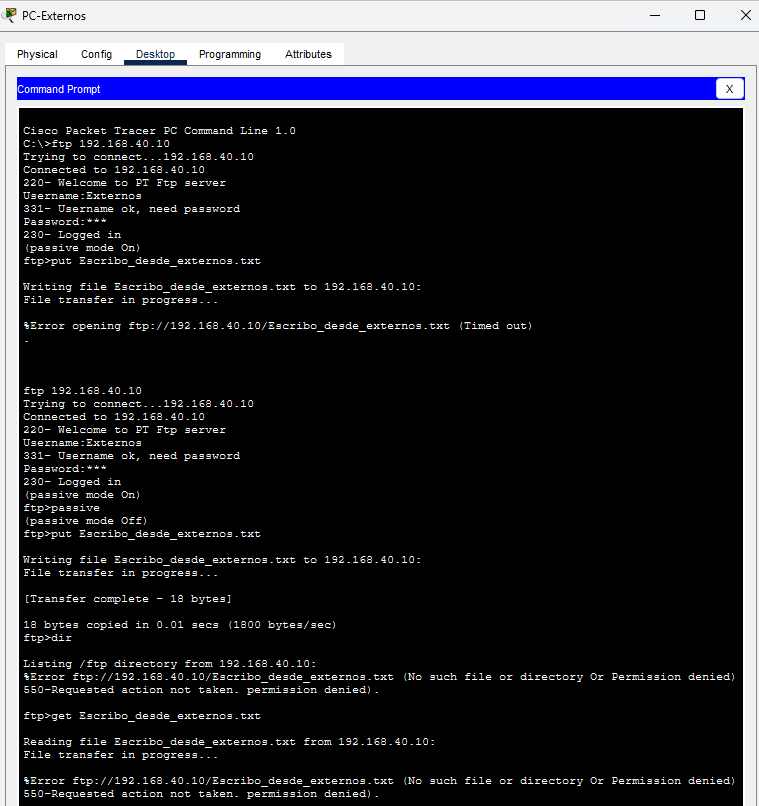 PC-Externos
Physical Config Desktop Programming Attributes
Command Prompt X
Cisco Packet Tracer PC Command Line 1.0
C:\>ftp 192.168.40.10
Trying to connect...192.168.40.10
Connected to 192.168.40.10
220- Welcome to PT Ftp server
Username:Externos
331- Username ok, need password
Password:***
230- Logged in
(passive mode On)
ftp>put Escribo_desde_externos.txt
Writing file Escribo_desde_externos.txt to 192.168.40.10:
File transfer in progress...
%Error opening ftp://192.168.40.10/Escribo_desde_externos.txt (Timed out)
.
ftp 192.168.40.10
Trying to connect...192.168.40.10
Connected to 192.168.40.10
220- Welcome to PT Ftp server
Username:Externos
331- Username ok, need password
Password:***
230- Logged in
(passive mode On)
ftp>passive
(passive mode Off)
ftp>put Escribo_desde_externos.txt
Writing file Escribo_desde_externos.txt to 192.168.40.10:
File transfer in progress...
[Transfer complete - 18 bytes]
18 bytes copied in 0.01 secs (1800 bytes/sec)
ftp>dir
Listing /ftp directory from 192.168.40.10:
%Error ftp://192.168.40.10/Escribo_desde_externos.txt (No such file or directory Or Permission denied)
550-Requested action not taken. permission denied).
ftp>get Escribo_desde_externos.txt
Reading file Escribo_desde_externos.txt from 192.168.40.10:
File transfer in progress...
%Error ftp://192.168.40.10/Escribo_desde_externos.txt (No such file or directory Or Permission denied)
550-Requested action not taken. permission denied).